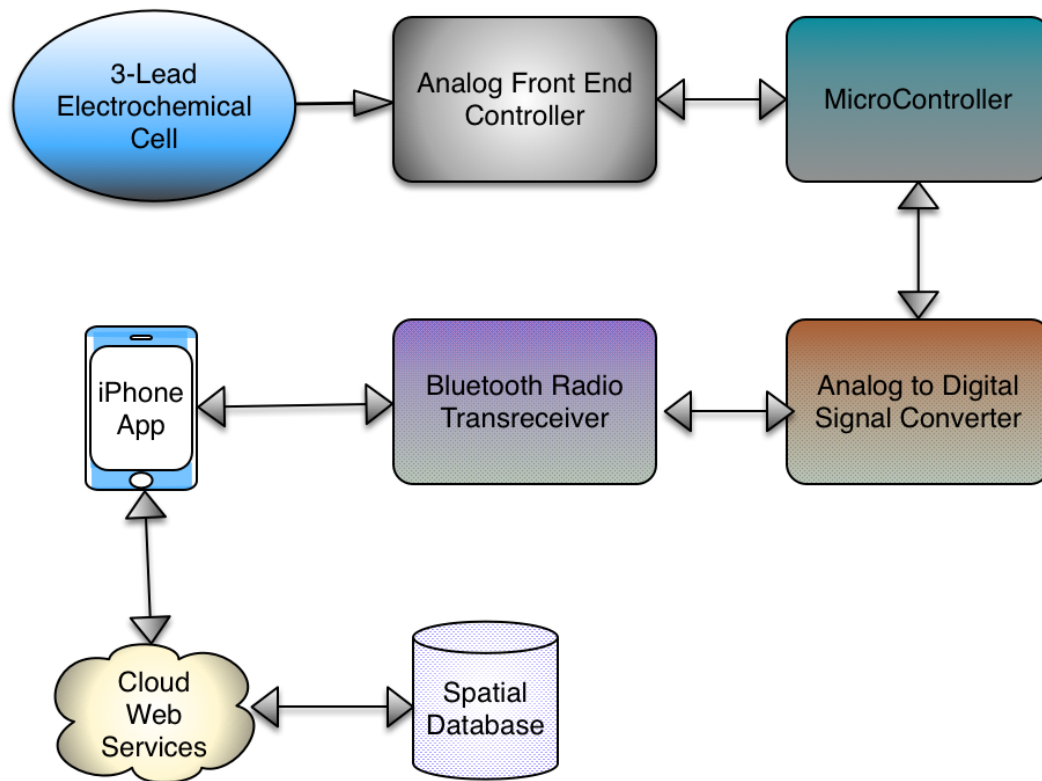 3-Lead
Electrochemical
Cell
Analog Front End
Controller
MicroController
iPhone
App
Bluetooth Radio
Transreceiver
Analog to Digital
Signal Converter
Cloud
Web
Services
Spatial
Database